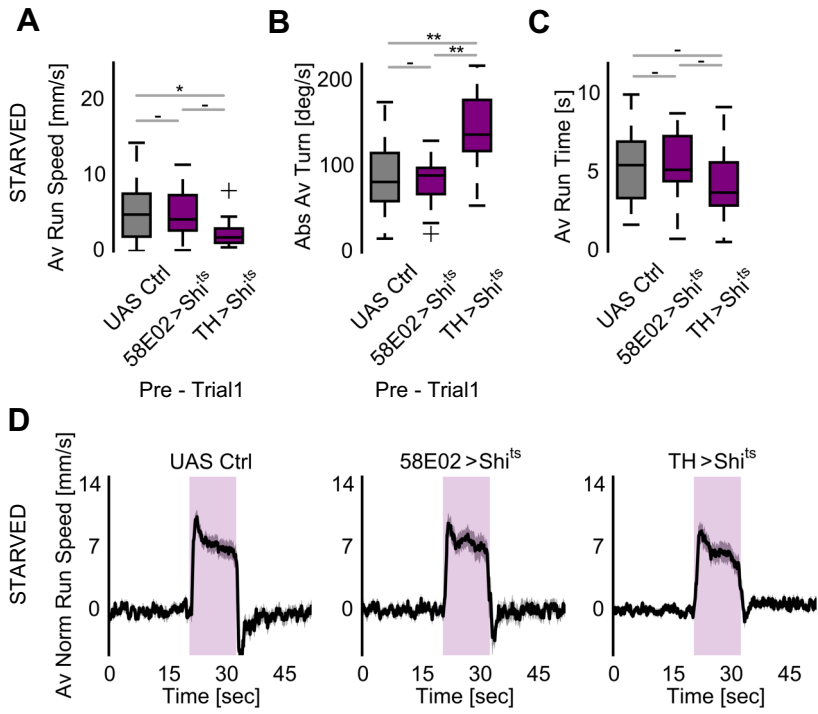 A
B
C
STARVED
Av Run Speed [mm/s]
20
10
0
*
-
-
UAS Ctrl
58E02>Shi^ts
TH>Shi^ts
Pre - Trial1
Abs Av Turn [deg/s]
200
100
0
**
**
-
UAS Ctrl
58E02>Shi^ts
TH>Shi^ts
Pre - Trial1
Av Run Time [s]
10
5
0
-
-
-
UAS Ctrl
58E02>Shi^ts
TH>Shi^ts
D
STARVED
Av Norm Run Speed [mm/s]
UAS Ctrl
14
7
0
0 15 30 45
Time [sec]
58E02>Shi^ts
14
7
0
0 15 30 45
Time [sec]
TH>Shi^ts
14
7
0
0 15 30 45
Time [sec]